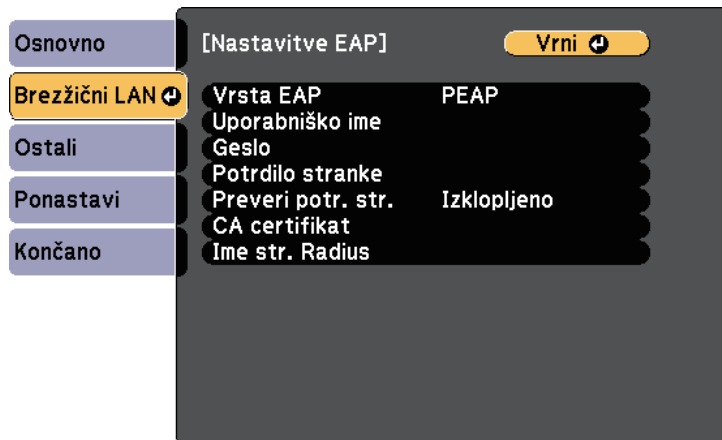 Osnovno
Brezžični LAN
Ostali
Ponastavi
Končano
[Nastavitve EAP]
Vrni
Vrsta EAP PEAP
Uporabniško ime
Geslo
Potrdilo stranke
Preveri potr. str. Izklopljeno
CA certifikat
Ime str. Radius